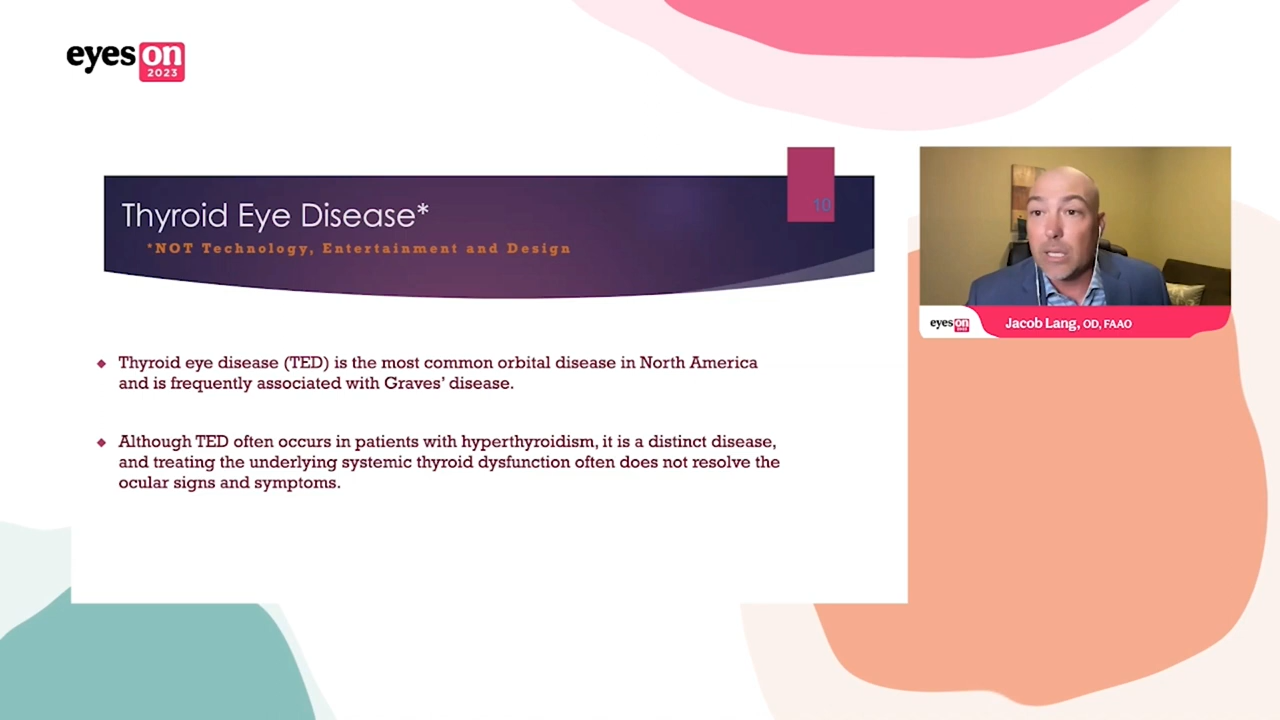 eyes on
2023
10
Thyroid Eye Disease*
*NOT Technology, Entertainment and Design
Thyroid eye disease (TED) is the most common orbital disease in North America
and is frequently associated with Graves’ disease.
Although TED often occurs in patients with hyperthyroidism, it is a distinct disease,
and treating the underlying systemic thyroid dysfunction often does not resolve the
ocular signs and symptoms.
eyes on
2023
Jacob Lang, OD, FAAO